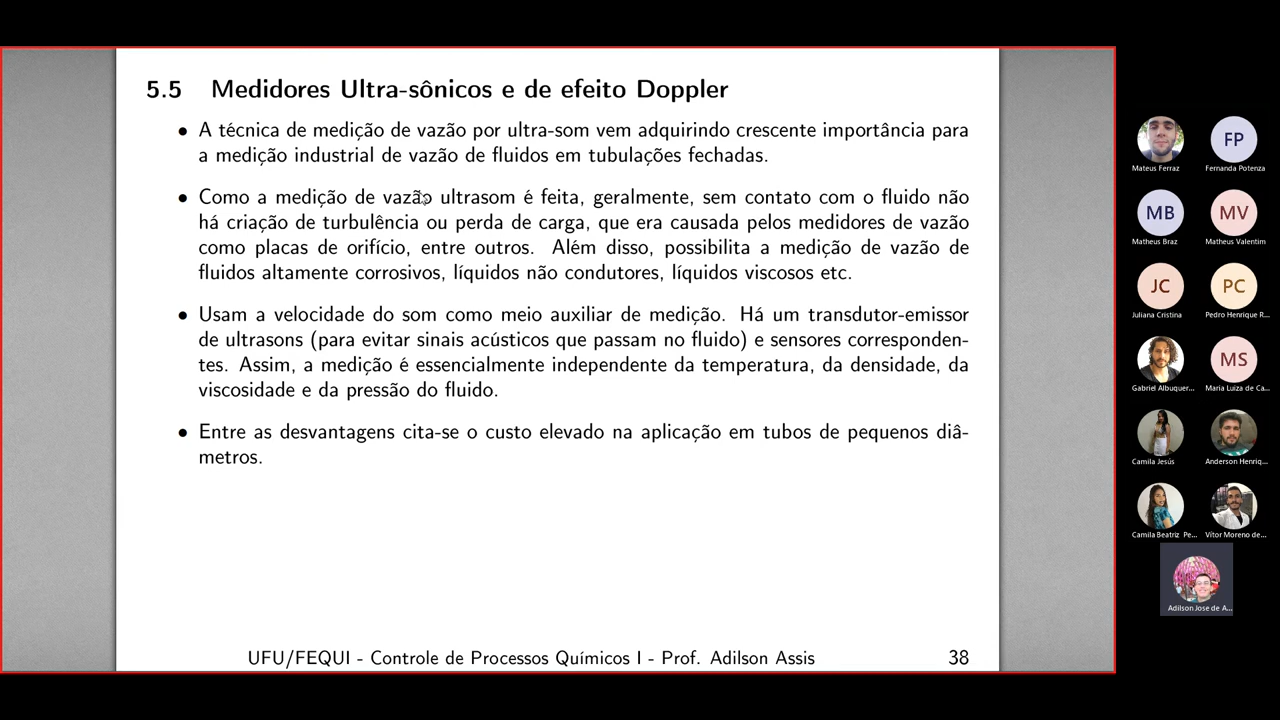 5.5 Medidores Ultra-sônicos e de efeito Doppler
• A técnica de medição de vazão por ultra-som vem adquirindo crescente importância para
a medição industrial de vazão de fluidos em tubulações fechadas.
• Como a medição de vazão ultrasom é feita, geralmente, sem contato com o fluido não
há criação de turbulência ou perda de carga, que era causada pelos medidores de vazão
como placas de orifício, entre outros. Além disso, possibilita a medição de vazão de
fluidos altamente corrosivos, líquidos não condutores, líquidos viscosos etc.
• Usam a velocidade do som como meio auxiliar de medição. Há um transdutor-emissor
de ultrasons (para evitar sinais acústicos que passam no fluido) e sensores corresponden-
tes. Assim, a medição é essencialmente independente da temperatura, da densidade, da
viscosidade e da pressão do fluido.
• Entre as desvantagens cita-se o custo elevado na aplicação em tubos de pequenos diâ-
metros.
UFU/FEQUI - Controle de Processos Químicos I - Prof. Adilson Assis 38
FP
Mateus Ferraz
Fernanda Potenza
MB
MV
Matheus Braz
Matheus Valentim
JC
PC
Juliana Cristina
Pedro Henrique R...
MS
Gabriel Albuquer...
Maria Luiza de Ca...
Camila Jesús
Anderson Henriq...
Camila Beatriz Pe...
Vítor Moreno de...
Adilson Jose de A...